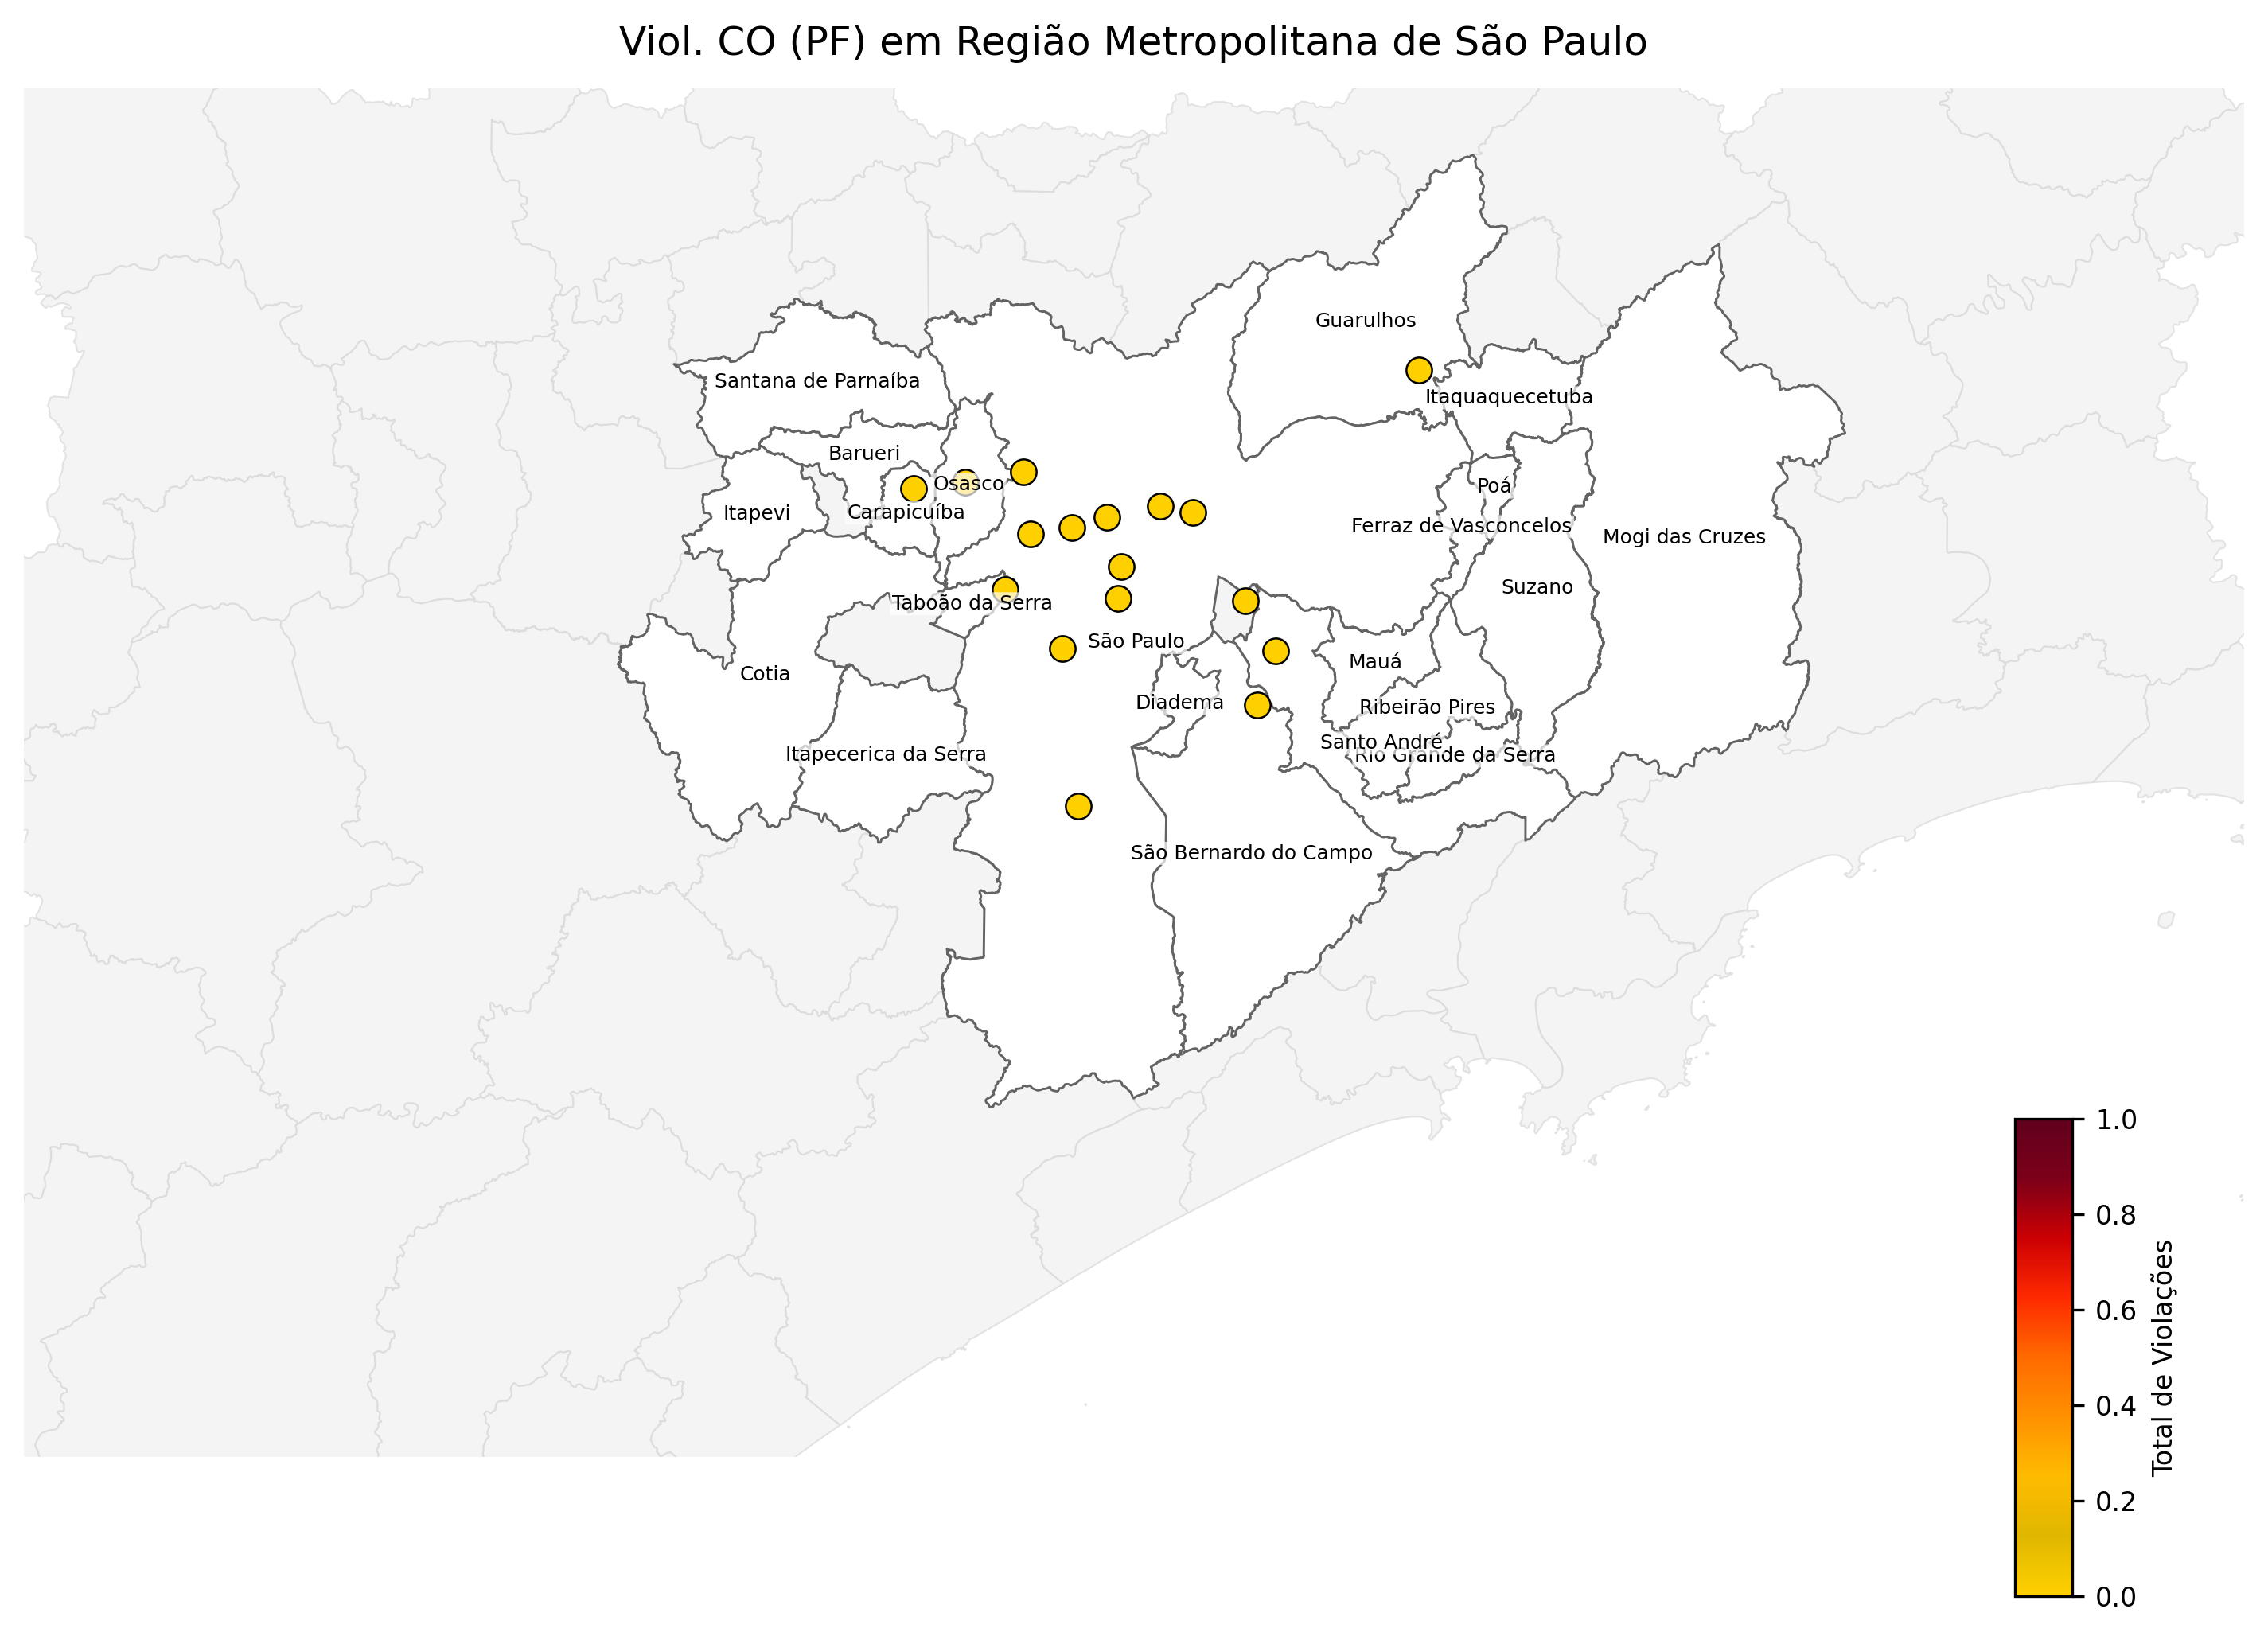 Viol. CO (PF) em Região Metropolitana de São Paulo
Guarulhos
Santana de Parnaíba
Itaquaquecetuba
Barueri
Osasco
Poá
Itapevi
Carapicuíba
Ferraz de Vasconcelos
Mogi das Cruzes
Suzano
Taboão da Serra
São Paulo
Mauá
Cotia
Diadema
Ribeirão Pires
Santo André
Itapecerica da Serra
Rio Grande da Serra
São Bernardo do Campo
1.0
0.8
0.6
0.4
0.2
0.0
Total de Violações